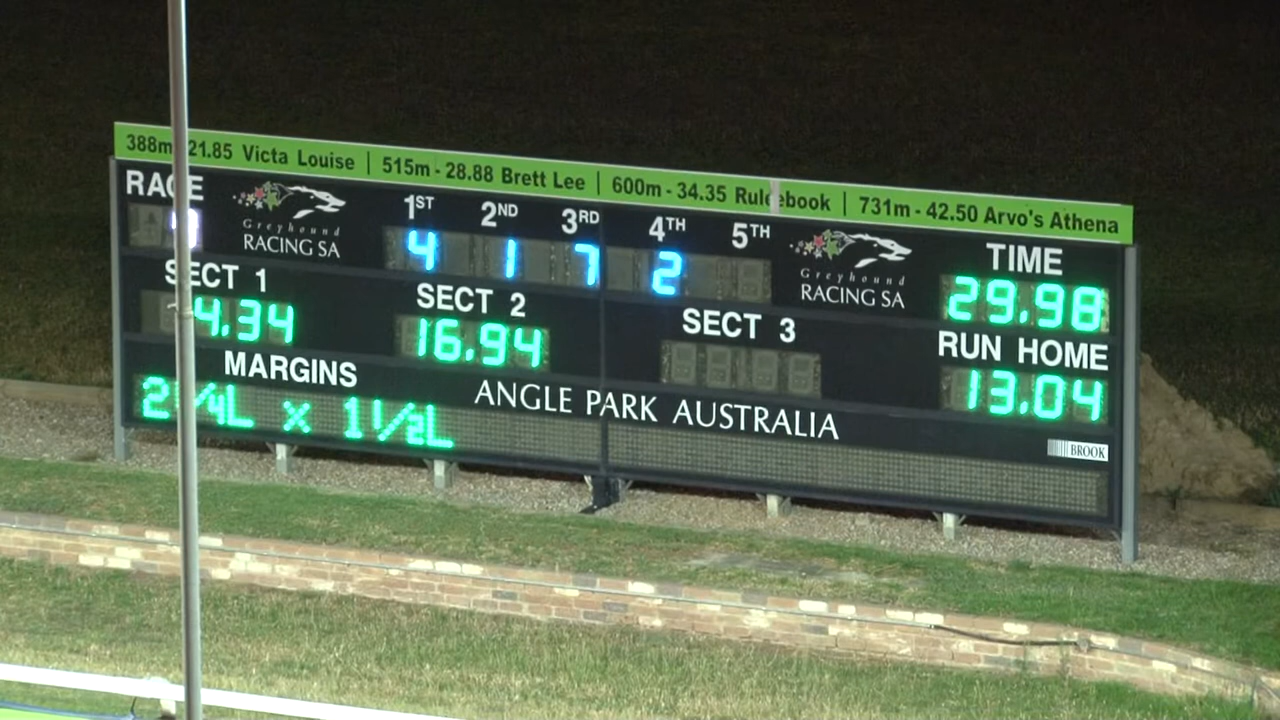 388m 21.85 Victa Louise | 515m - 28.88 Brett Lee | 600m - 34.35 Rulebook | 731m - 42.50 Arvo's Athena
RACE
Greyhound
RACING SA
1ST 2ND 3RD 4TH 5TH
4 1 7 2
Greyhound
RACING SA
TIME
29.98
SECT 1
4.34
SECT 2
16.94
SECT 3
RUN HOME
13.04
MARGINS
ANGLE PARK AUSTRALIA
2 1/4L x 1 1/2L
BROOK